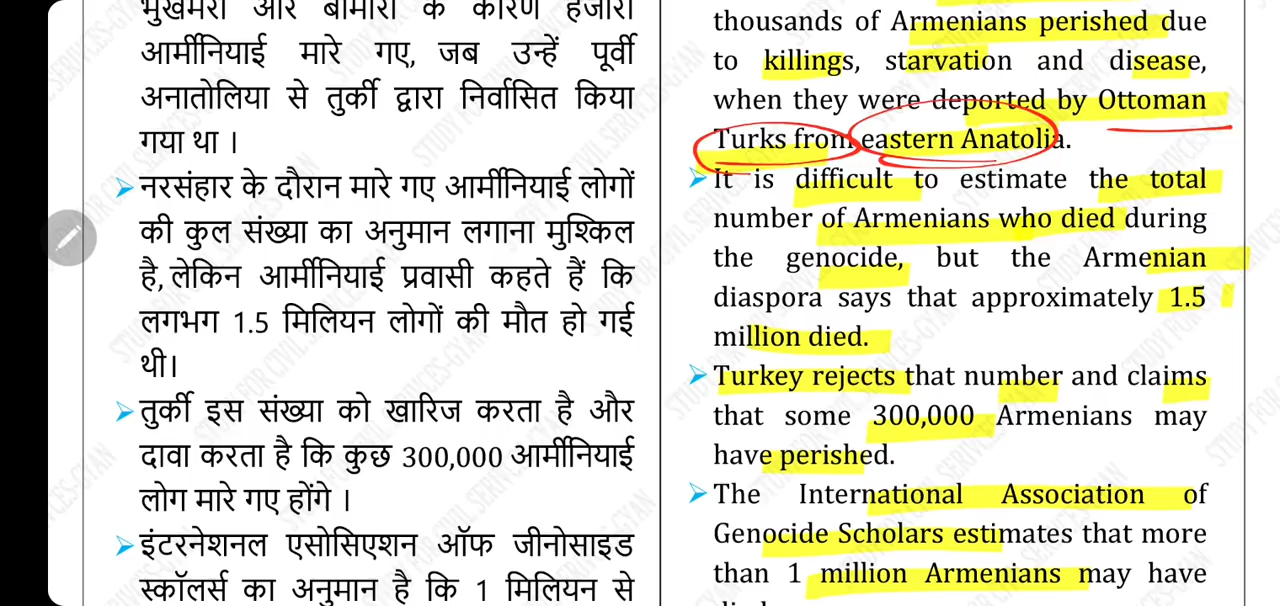 भुखमरी और बीमारी के कारण हजारों
आर्मीनियाई मारे गए, जब उन्हें पूर्वी
अनातोलिया से तुर्की द्वारा निर्वासित किया
गया था ।
नरसंहार के दौरान मारे गए आर्मीनियाई लोगों
की कुल संख्या का अनुमान लगाना मुश्किल
है, लेकिन आर्मीनियाई प्रवासी कहते हैं कि
लगभग 1.5 मिलियन लोगों की मौत हो गई
थी।
तुर्की इस संख्या को खारिज करता है और
दावा करता है कि कुछ 300,000 आर्मीनियाई
लोग मारे गए होंगे ।
इंटरनेशनल एसोसिएशन ऑफ जीनोसाइड
स्कॉलर्स का अनुमान है कि 1 मिलियन से
thousands of Armenians perished due
to killings, starvation and disease,
when they were deported by Ottoman
Turks from eastern Anatolia.
It is difficult to estimate the total
number of Armenians who died during
the genocide, but the Armenian
diaspora says that approximately 1.5
million died.
Turkey rejects that number and claims
that some 300,000 Armenians may
have perished.
The International Association of
Genocide Scholars estimates that more
than 1 million Armenians may have